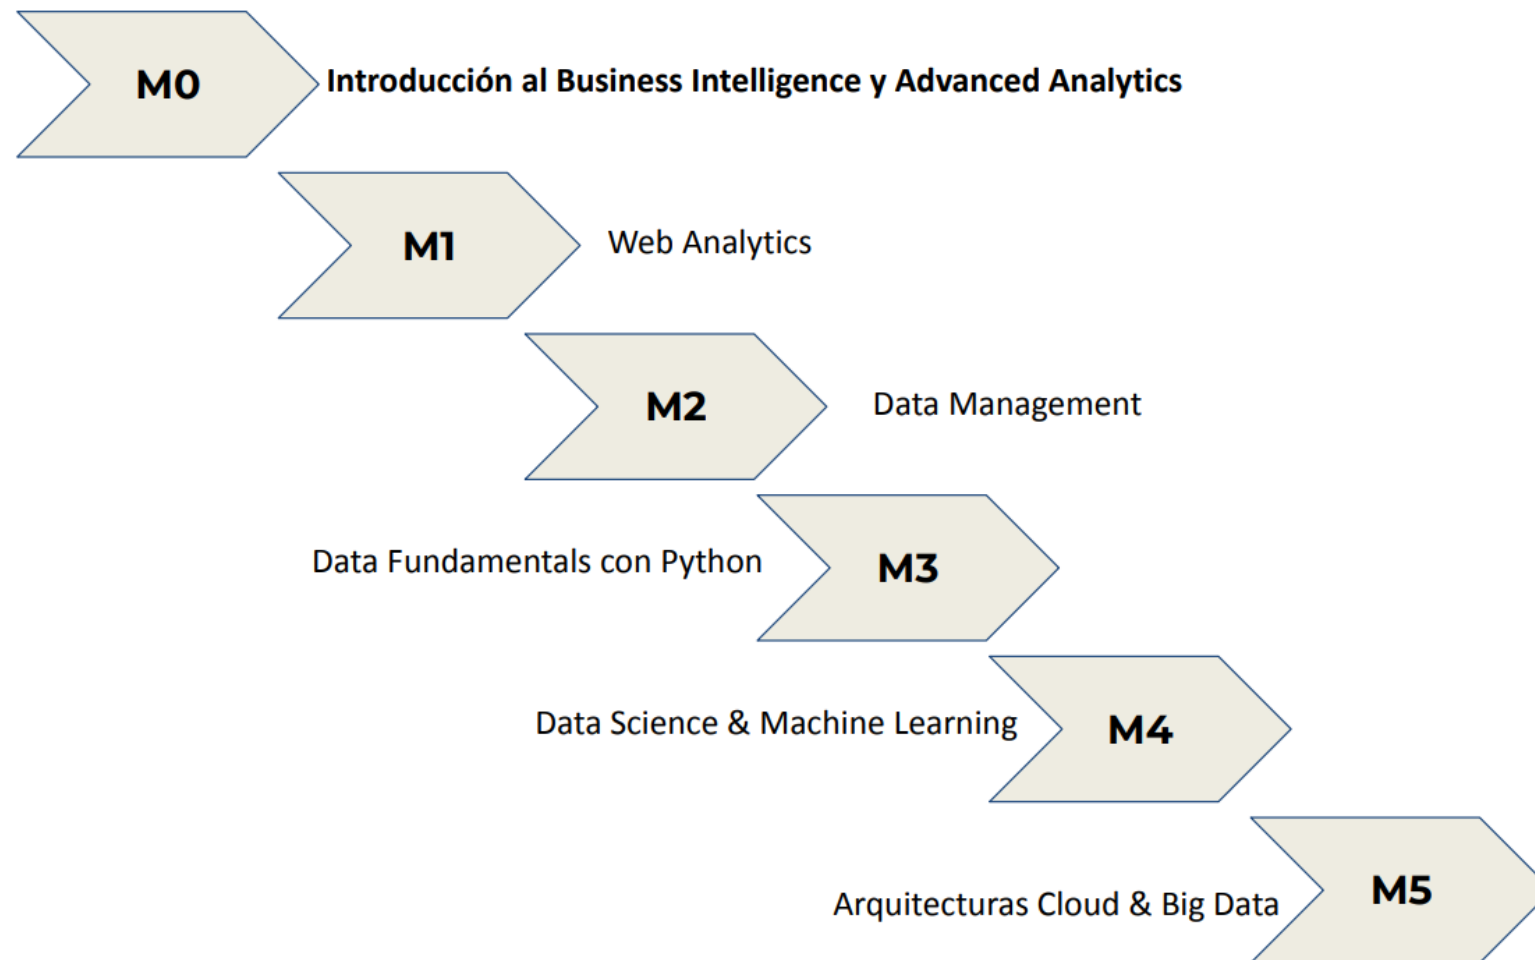 M0
Introducción al Business Intelligence y Advanced Analytics
M1
Web Analytics
M2
Data Management
Data Fundamentals con Python
M3
Data Science & Machine Learning
M4
Arquitecturas Cloud & Big Data
M5